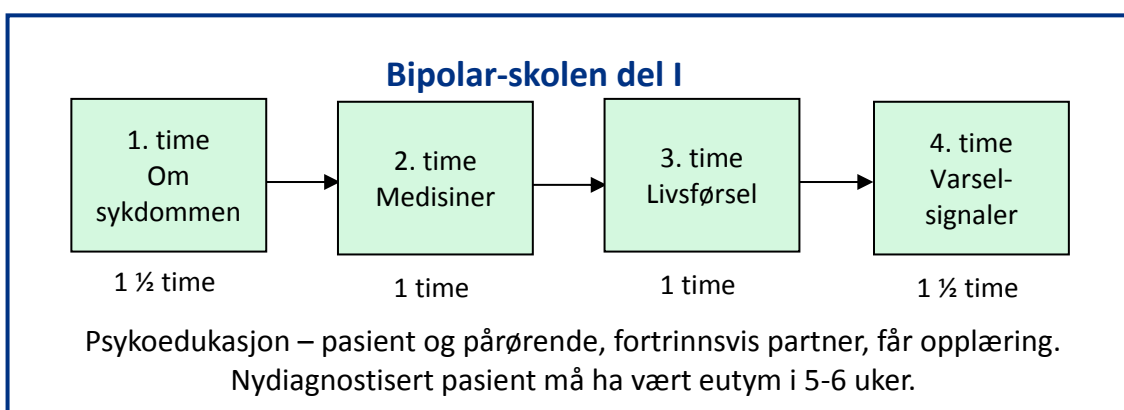 Bipolar-skolen del I
1. time
Om
sykdommen
2. time
Medisiner
3. time
Livsførsel
4. time
Varsel-
signaler
1 ½ time
1 time
1 time
1 ½ time
Psykoedukasjon – pasient og pårørende, fortrinnsvis partner, får opplæring.
Nydiagnostisert pasient må ha vært eutym i 5-6 uker.